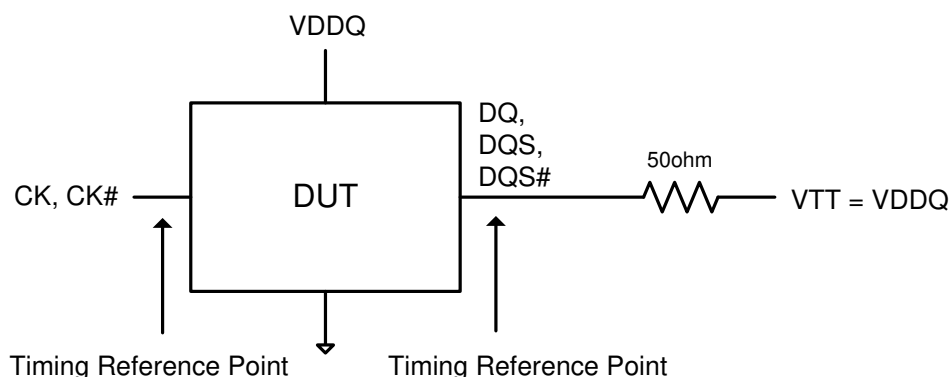 VDDQ
DQ,
DQS,
DQS#
50ohm
CK, CK#
DUT
VTT = VDDQ
Timing Reference Point
Timing Reference Point